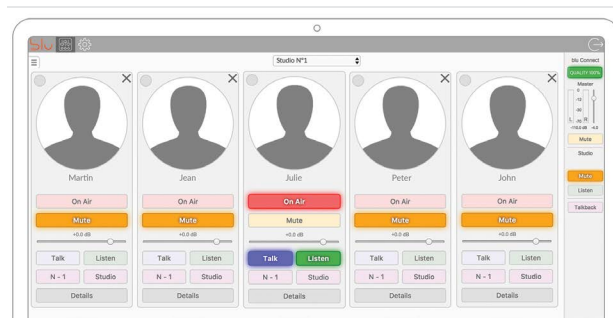 blu
Studio N°1
Martin
On Air
Mute
+0.0 dB
Talk Listen
N - 1 Studio
Details
Jean
On Air
Mute
+0.0 dB
Talk Listen
N - 1 Studio
Details
Julie
On Air
Mute
+0.0 dB
Talk Listen
N - 1 Studio
Details
Peter
On Air
Mute
+0.0 dB
Talk Listen
N - 1 Studio
Details
John
On Air
Mute
+0.0 dB
Talk Listen
N - 1 Studio
Details
blu Connect
Master
0
-12
L R
Mute
Studio
Mute
Listen
Talkback